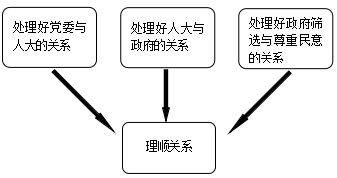 处理好党委与
人大的关系
处理好人大与
政府的关系
处理好政府筛
选与尊重民意
的关系
理顺关系